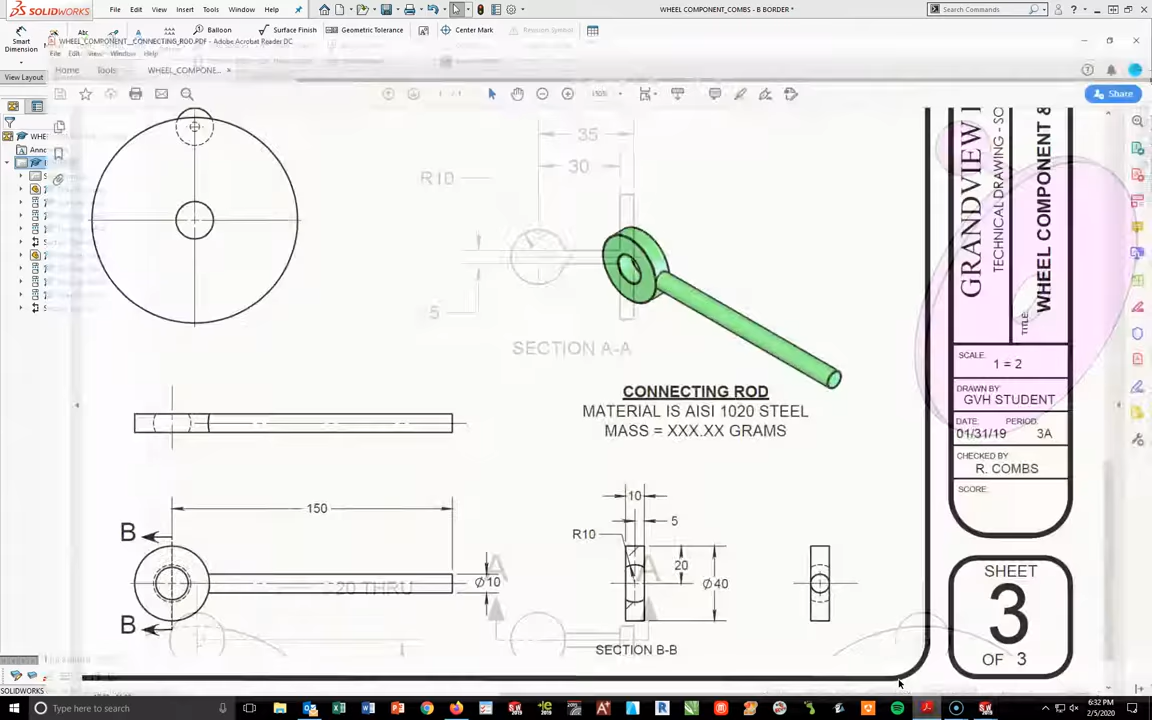 SOLIDWORKS
File Edit View Insert Tools Window Help
WHEEL COMPONENT_COMBS - B BORDER *
Search Commands
Smart Dimension
Balloon
Surface Finish
Geometric Tolerance
Center Mark
Revision Symbol
WHEEL_COMPONENT__CONNECTING_ROD.PDF - Adobe Acrobat Reader DC
File Edit View Window Help
View Layout
Home Tools WHEEL_COMPONE... ×
Share
WHE
Anno
35
30
R10
5
SECTION A-A
CONNECTING ROD
MATERIAL IS AISI 1020 STEEL
MASS = XXX.XX GRAMS
150
B
B
Ø10
20 THRU
A
A
10
5
R10
20
Ø40
SECTION B-B
GRANDVIEW
TECHNICAL DRAWING - SO
TITLE:
WHEEL COMPONENT &
SCALE:
1 = 2
DRAWN BY
GVH STUDENT
DATE: PERIOD:
01/31/19 3A
CHECKED BY
R. COMBS
SCORE:
SHEET
3
OF 3
SOLIDWORKS
Type here to search
6:32 PM
2/5/2020